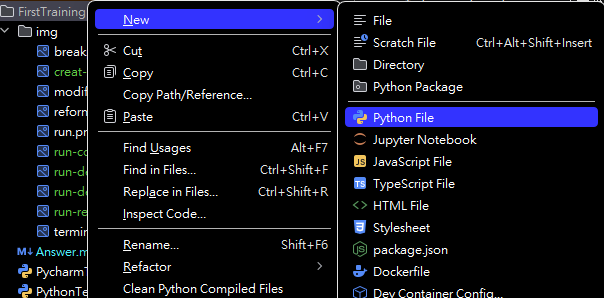 FirstTraining
img
break
creat-
modif
reforn
run.pr
run-co
run-de
run-de
run-re
termin
Answer.m
PycharmT
PythonTe
New
Cut Ctrl+X
Copy Ctrl+C
Copy Path/Reference...
Paste Ctrl+V
Find Usages Alt+F7
Find in Files... Ctrl+Shift+F
Replace in Files... Ctrl+Shift+R
Inspect Code...
Rename... Shift+F6
Refactor
Clean Python Compiled Files
File
Scratch File Ctrl+Alt+Shift+Insert
Directory
Python Package
Python File
Jupyter Notebook
JS JavaScript File
TS TypeScript File
HTML File
Stylesheet
package.json
Dockerfile
Dev Container Config...